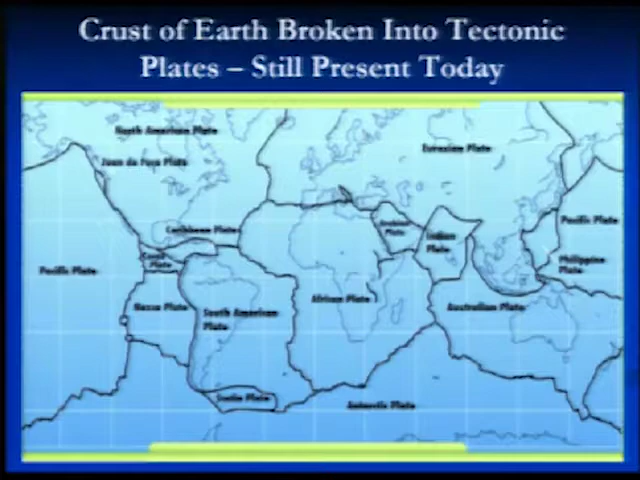 Crust of Earth Broken Into Tectonic
Plates – Still Present Today
North American Plate
Eurasian Plate
Juan de Fuca Plate
Caribbean Plate
Pacific Plate
Arabian
Plate
Indian
Plate
Cocos
Plate
Philippine
Plate
Pacific Plate
Nazca Plate
South American
Plate
African Plate
Australian Plate
Scotia Plate
Antarctic Plate